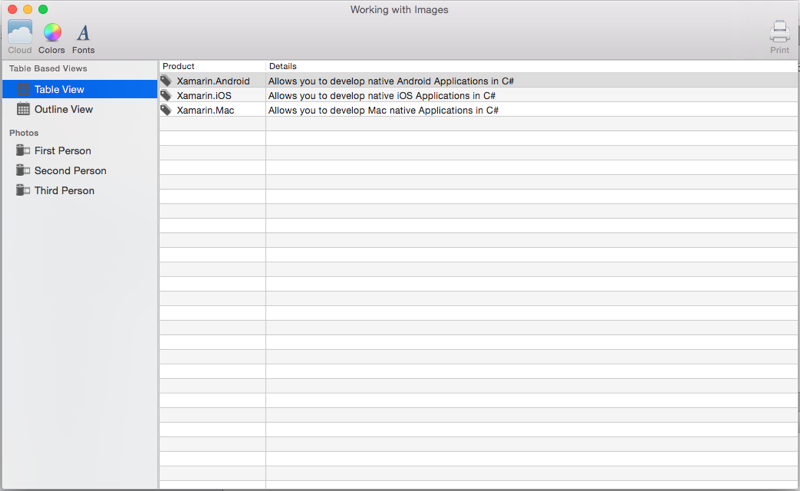 Working with Images
Cloud Colors Fonts Print
Table Based Views
Table View
Outline View
Photos
First Person
Second Person
Third Person
Product Details
Xamarin.Android Allows you to develop native Android Applications in C#
Xamarin.iOS Allows you to develop native iOS Applications in C#
Xamarin.Mac Allows you to develop Mac native Applications in C#